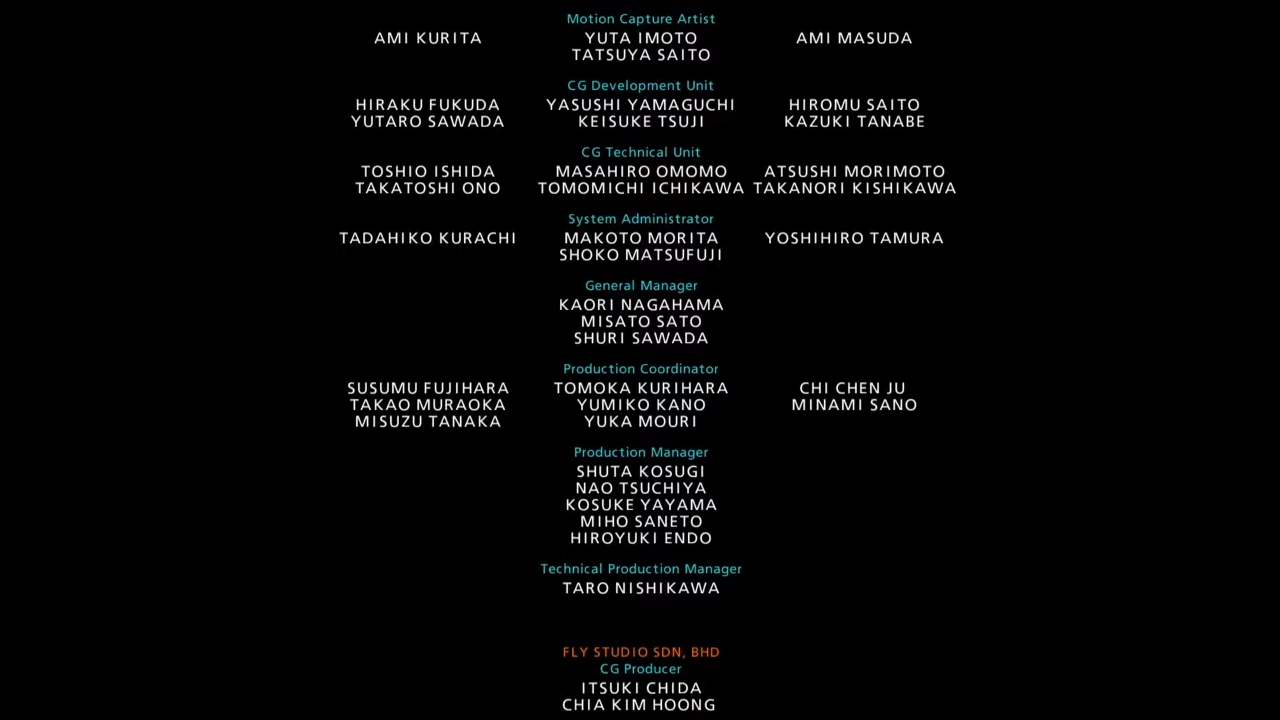 Motion Capture Artist
AMI KURITA YUTA IMOTO AMI MASUDA
TATSUYA SAITO
CG Development Unit
HIRAKU FUKUDA YASUSHI YAMAGUCHI HIROMU SAITO
YUTARO SAWADA KEISUKE TSUJI KAZUKI TANABE
CG Technical Unit
TOSHIO ISHIDA MASAHIRO OMOMO ATSUSHI MORIMOTO
TAKATOSHI ONO TOMOMICHI ICHIKAWA TAKANORI KISHIKAWA
System Administrator
TADAHIKO KURACHI MAKOTO MORITA YOSHIHIRO TAMURA
SHOKO MATSUFUJI
General Manager
KAORI NAGAHAMA
MISATO SATO
SHURI SAWADA
Production Coordinator
SUSUMU FUJIHARA TOMOKA KURIHARA CHI CHEN JU
TAKAO MURAOKA YUMIKO KANO MINAMI SANO
MISUZU TANAKA YUKA MOURI
Production Manager
SHUTA KOSUGI
NAO TSUCHIYA
KOSUKE YAYAMA
MIHO SANETO
HIROYUKI ENDO
Technical Production Manager
TARO NISHIKAWA
FLY STUDIO SDN, BHD
CG Producer
ITSUKI CHIDA
CHIA KIM HOONG